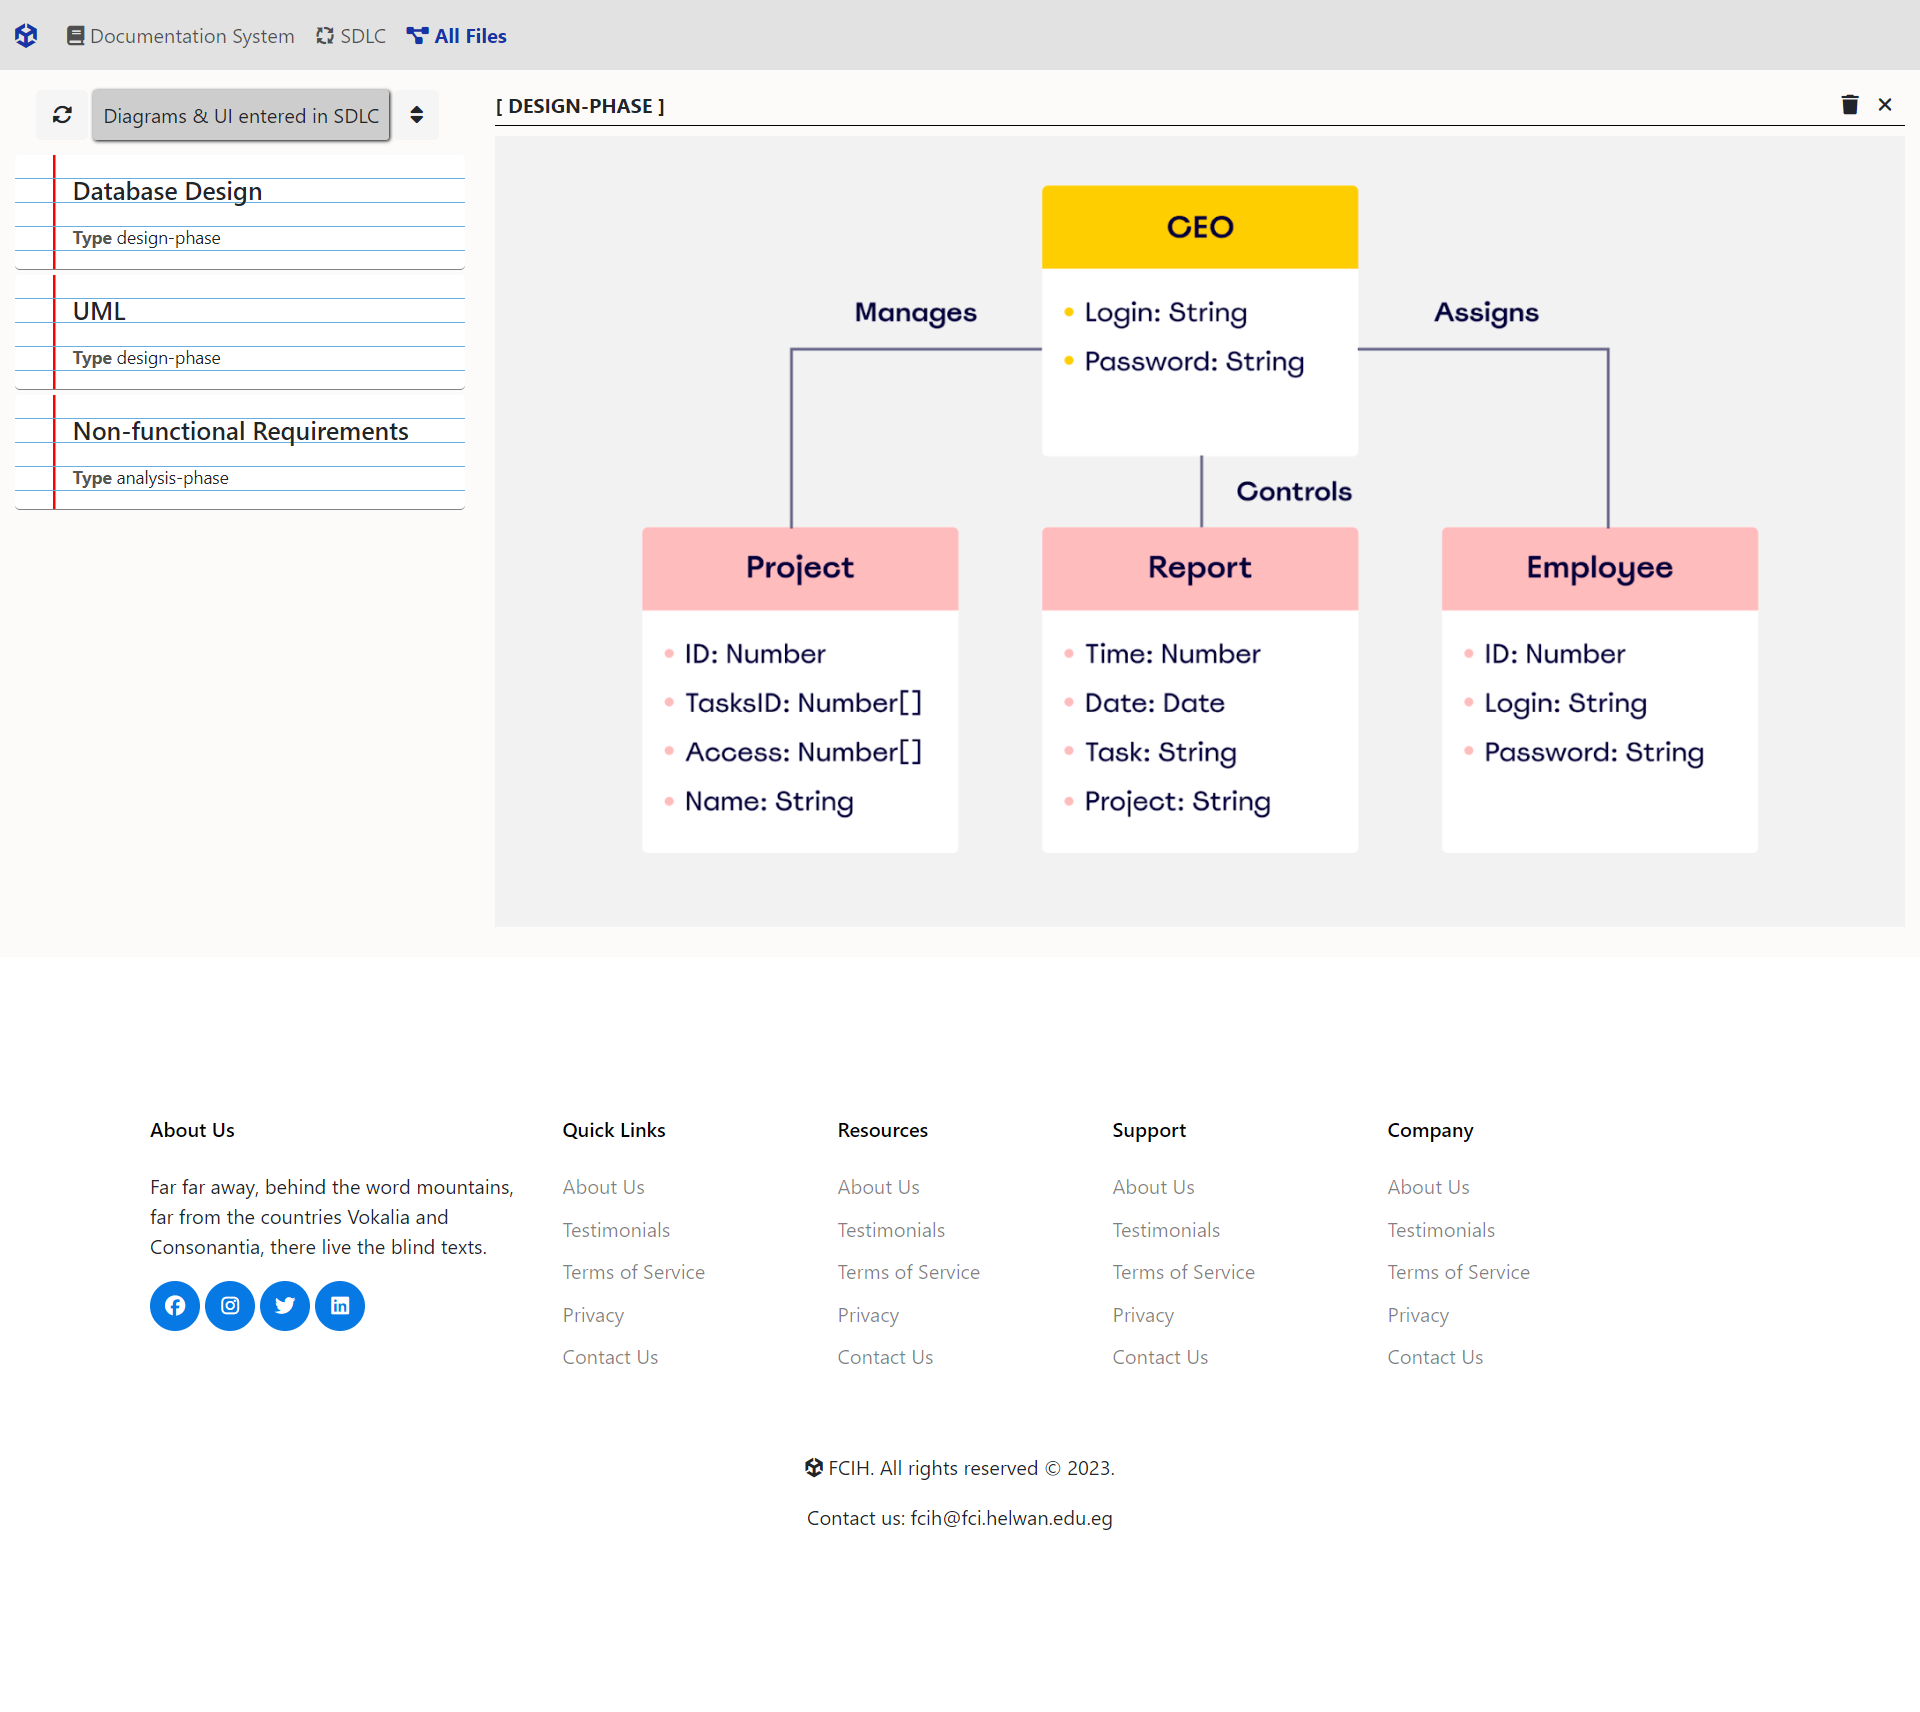 Documentation System SDLC All Files
Diagrams & UI entered in SDLC
Database Design
Type design-phase
UML
Type design-phase
Non-functional Requirements
Type analysis-phase
[ DESIGN-PHASE ]
CEO
Login: String
Password: String
Manages
Assigns
Controls
Project
ID: Number
TasksID: Number[]
Access: Number[]
Name: String
Report
Time: Number
Date: Date
Task: String
Project: String
Employee
ID: Number
Login: String
Password: String
About Us
Far far away, behind the word mountains,
far from the countries Vokalia and
Consonantia, there live the blind texts.
Quick Links
About Us
Testimonials
Terms of Service
Privacy
Contact Us
Resources
About Us
Testimonials
Terms of Service
Privacy
Contact Us
Support
About Us
Testimonials
Terms of Service
Privacy
Contact Us
Company
About Us
Testimonials
Terms of Service
Privacy
Contact Us
FCIH. All rights reserved © 2023.
Contact us: fcih@fci.helwan.edu.eg